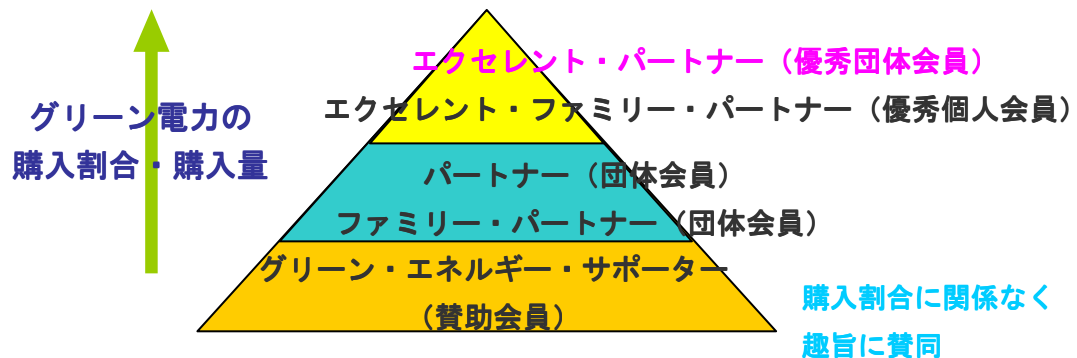 エクセレント・パートナー（優秀団体会員）
エクセレント・ファミリー・パートナー（優秀個人会員）
グリーン電力の
購入割合・購入量
パートナー（団体会員）
ファミリー・パートナー（団体会員）
グリーン・エネルギー・サポーター
（賛助会員）
購入割合に関係なく
趣旨に賛同